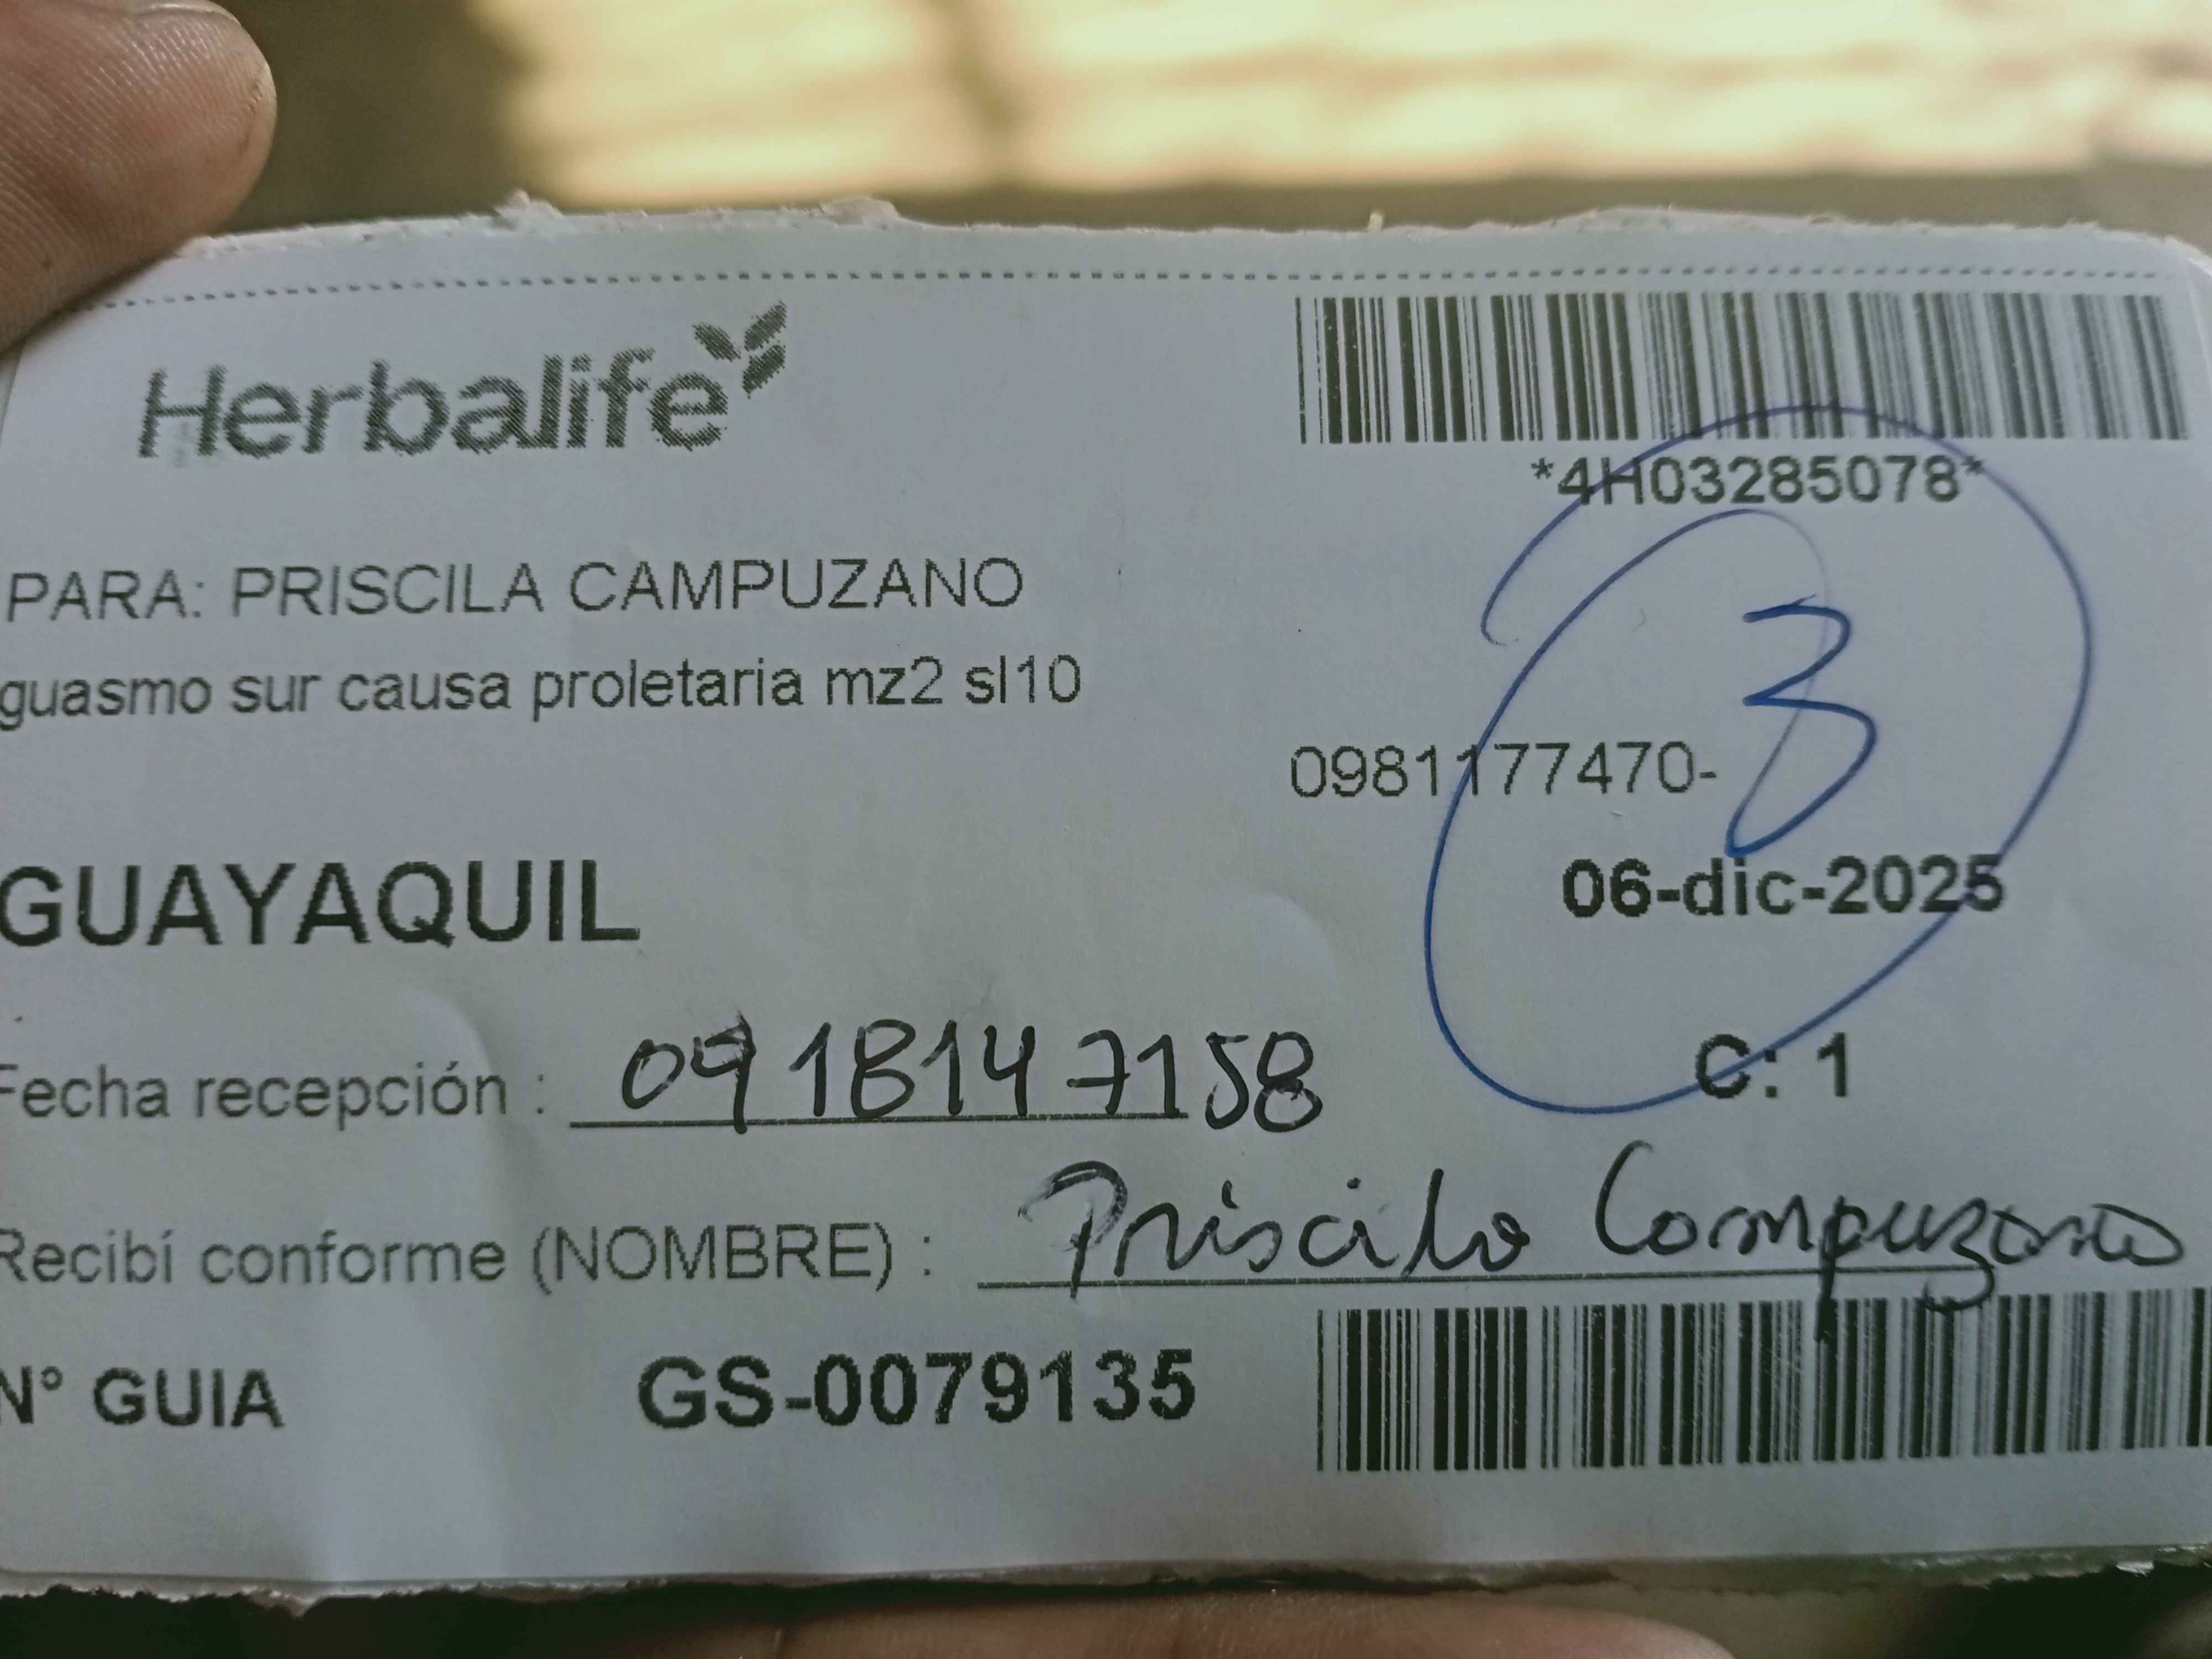 Herbalife
*4H03285078*
PARA: PRISCILA CAMPUZANO
guasmo sur causa proletaria mz2 sl10
3
0981177470-
GUAYAQUIL
06-dic-2025
C: 1
Fecha recepción : 0918147158
Recibí conforme (NOMBRE) : Priscila Campuzano
N° GUIA GS-0079135